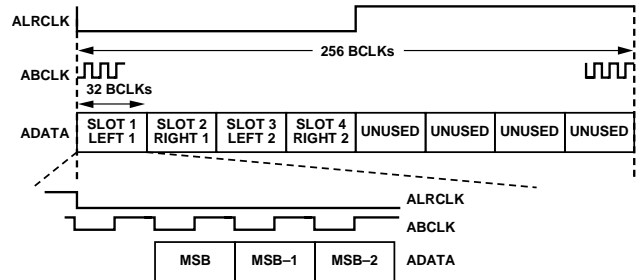 ALRCLK
256 BCLKs
ABCLK
32 BCLKs
ADATA
SLOT 1 LEFT 1
SLOT 2 RIGHT 1
SLOT 3 LEFT 2
SLOT 4 RIGHT 2
UNUSED
UNUSED
UNUSED
UNUSED
ALRCLK
ABCLK
MSB
MSB–1
MSB–2
ADATA